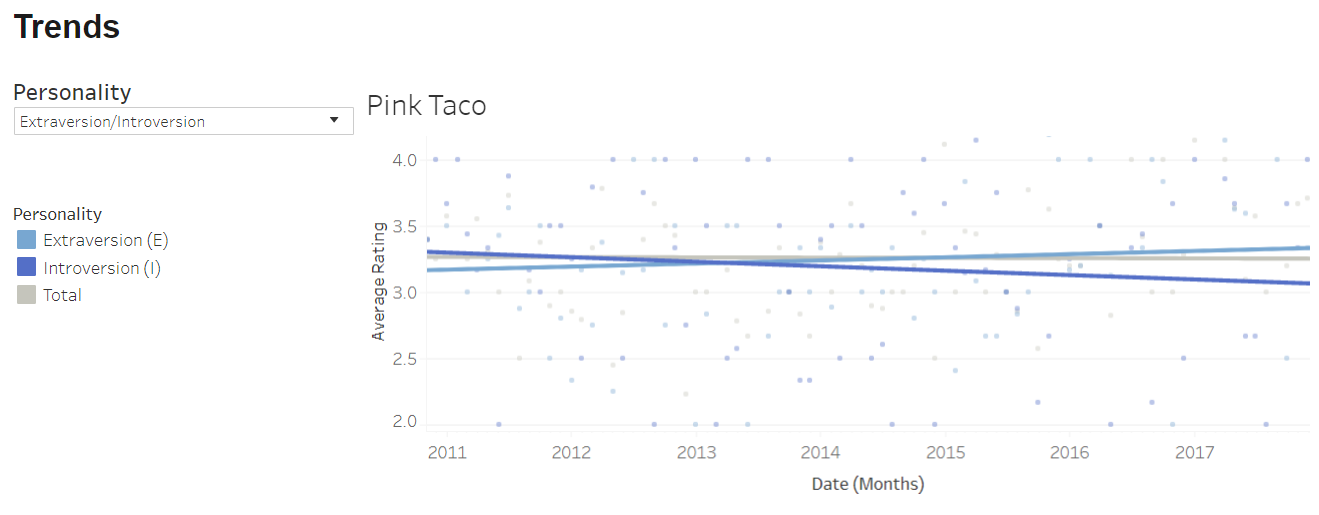 Trends
Personality
Extraversion/Introversion
Personality
Extraversion (E)
Introversion (I)
Total
Pink Taco
Average Rating
4.0
3.5
3.0
2.5
2.0
2011 2012 2013 2014 2015 2016 2017
Date (Months)